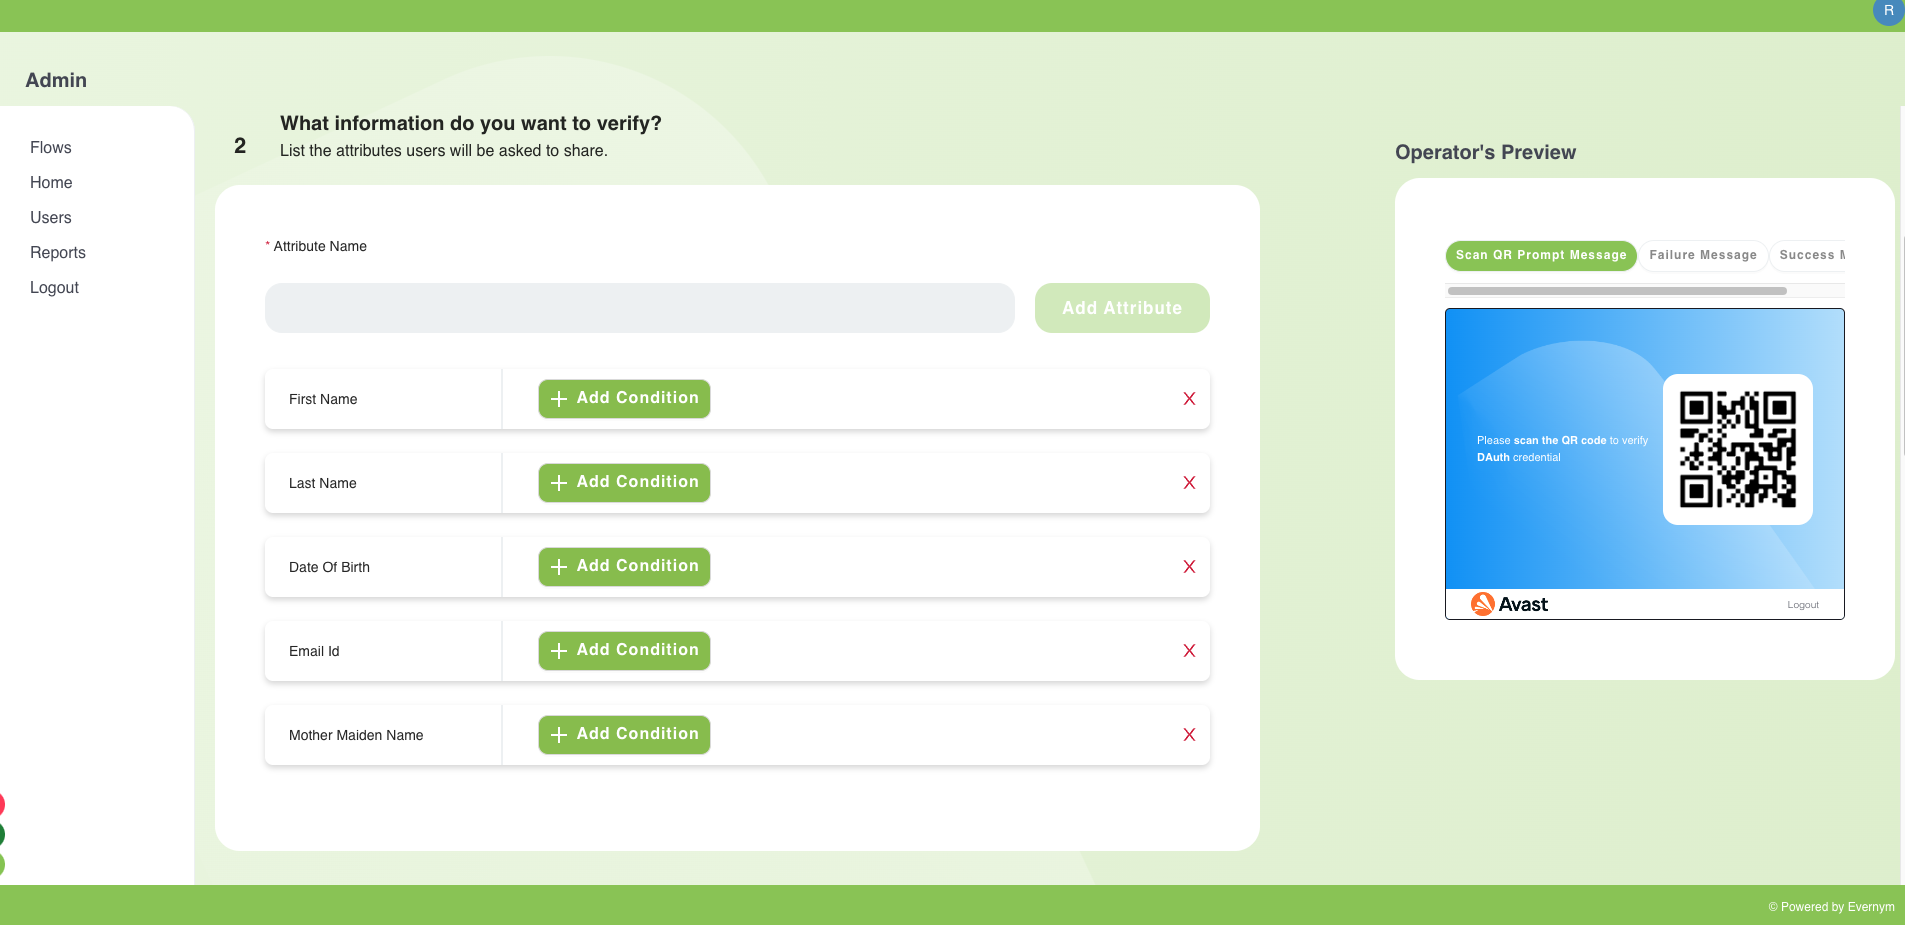 R
Admin
Flows
Home
Users
Reports
Logout
2
What information do you want to verify?
List the attributes users will be asked to share.
* Attribute Name
Add Attribute
First Name
+ Add Condition
X
Last Name
+ Add Condition
X
Date Of Birth
+ Add Condition
X
Email Id
+ Add Condition
X
Mother Maiden Name
+ Add Condition
X
Operator's Preview
Scan QR Prompt Message
Failure Message
Success M
Please scan the QR code to verify
DAuth credential
Avast
Logout
© Powered by Evernym